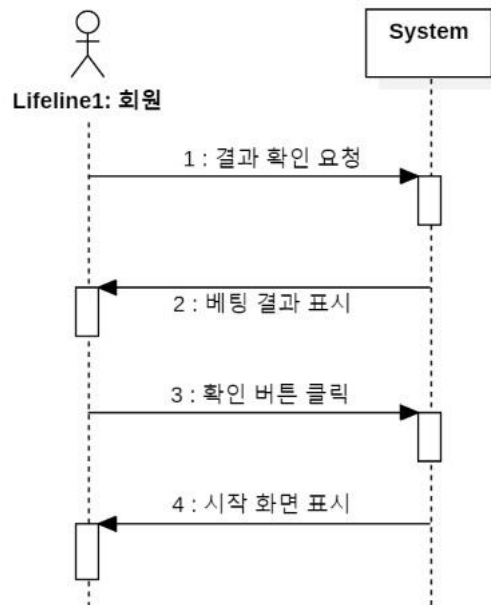 System
Lifeline1: 회원
1 : 결과 확인 요청
2 : 베팅 결과 표시
3 : 확인 버튼 클릭
4 : 시작 화면 표시